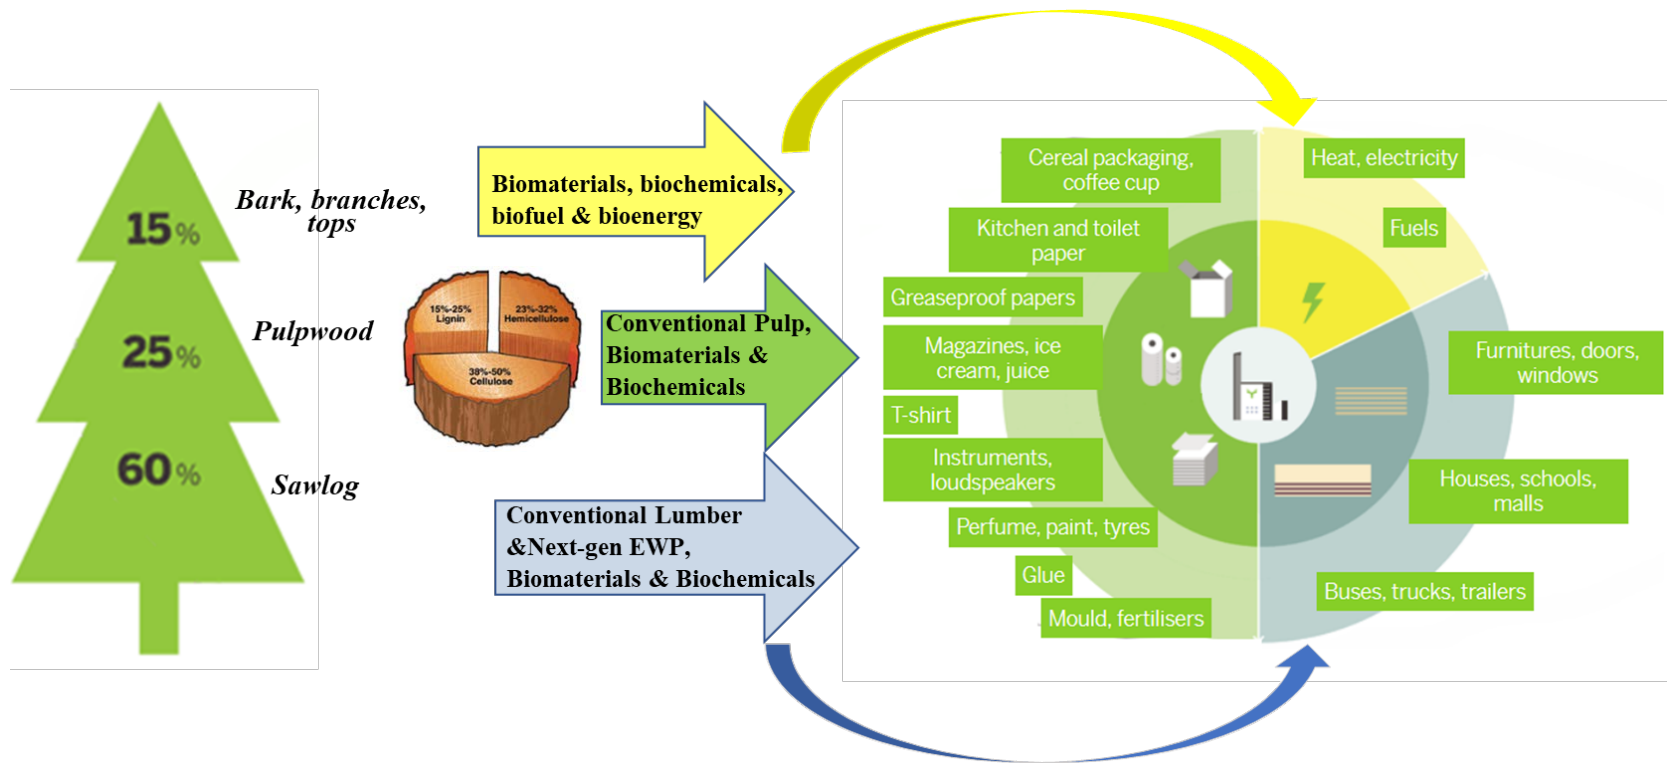 15%
Bark, branches,
tops
25%
Pulpwood
60%
Sawlog
15%-25%
Lignin
23%-32%
Hemicellulose
38%-50%
Cellulose
Biomaterials, biochemicals,
biofuel & bioenergy
Conventional Pulp,
Biomaterials &
Biochemicals
Conventional Lumber
&Next-gen EWP,
Biomaterials & Biochemicals
Cereal packaging,
coffee cup
Kitchen and toilet
paper
Greaseproof papers
Magazines, ice
cream, juice
T-shirt
Instruments,
loudspeakers
Perfume, paint, tyres
Glue
Mould, fertilisers
Heat, electricity
Fuels
Furnitures, doors,
windows
Houses, schools,
malls
Buses, trucks, trailers